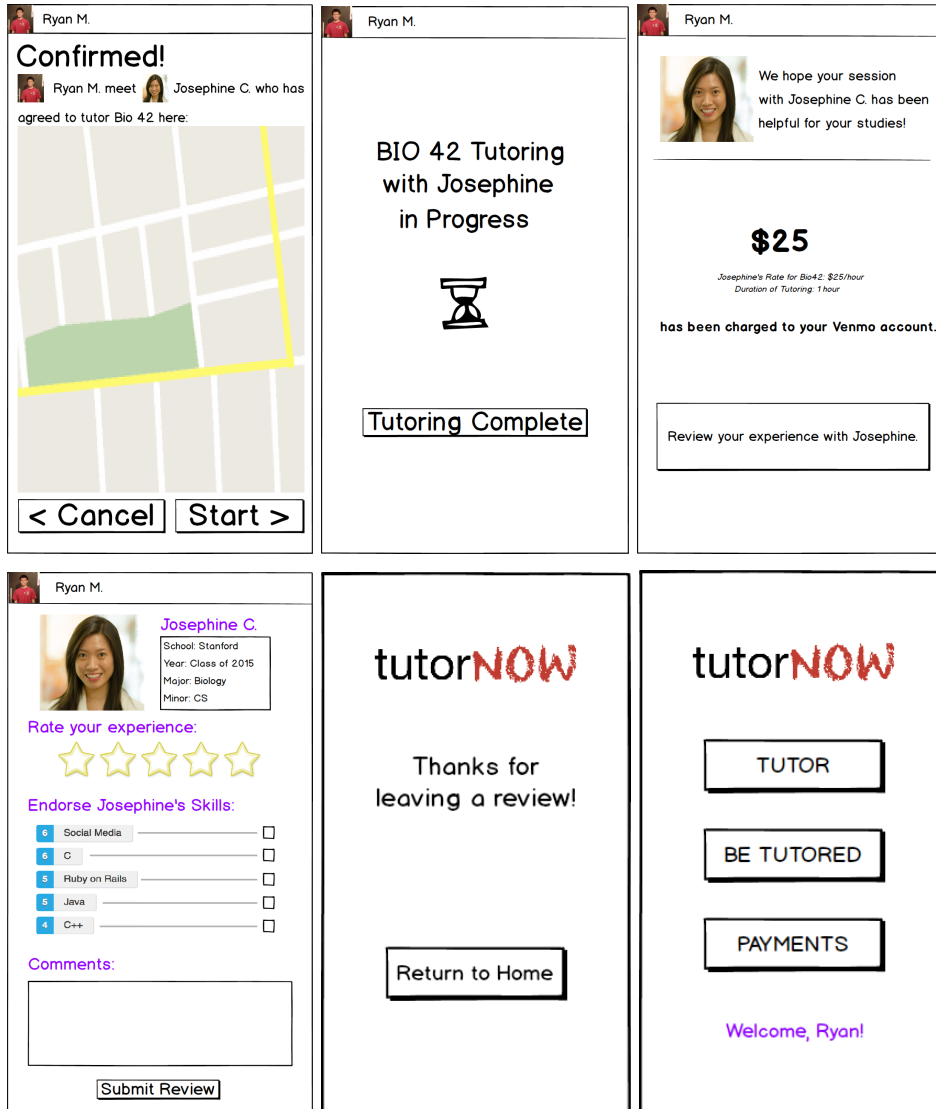 Ryan M.
Confirmed!
Ryan M. meet Josephine C. who has
agreed to tutor Bio 42 here:
< Cancel
Start >
Ryan M.
BIO 42 Tutoring
with Josephine
in Progress
Tutoring Complete
Ryan M.
We hope your session
with Josephine C. has been
helpful for your studies!
$25
Josephine's Rate for Bio42: $25/hour
Duration of Tutoring: 1 hour
has been charged to your Venmo account.
Review your experience with Josephine.
Ryan M.
Josephine C.
School: Stanford
Year: Class of 2015
Major: Biology
Minor: CS
Rate your experience:
Endorse Josephine's Skills:
6 Social Media
6 C
5 Ruby on Rails
5 Java
4 C++
Comments:
Submit Review
tutorNOW
Thanks for
leaving a review!
Return to Home
tutorNOW
TUTOR
BE TUTORED
PAYMENTS
Welcome, Ryan!